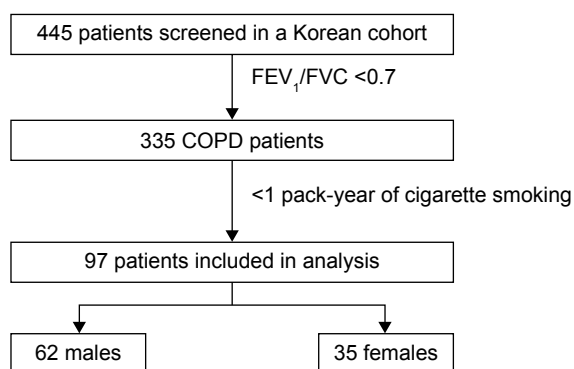 445 patients screened in a Korean cohort
FEV₁/FVC <0.7
335 COPD patients
<1 pack-year of cigarette smoking
97 patients included in analysis
62 males
35 females